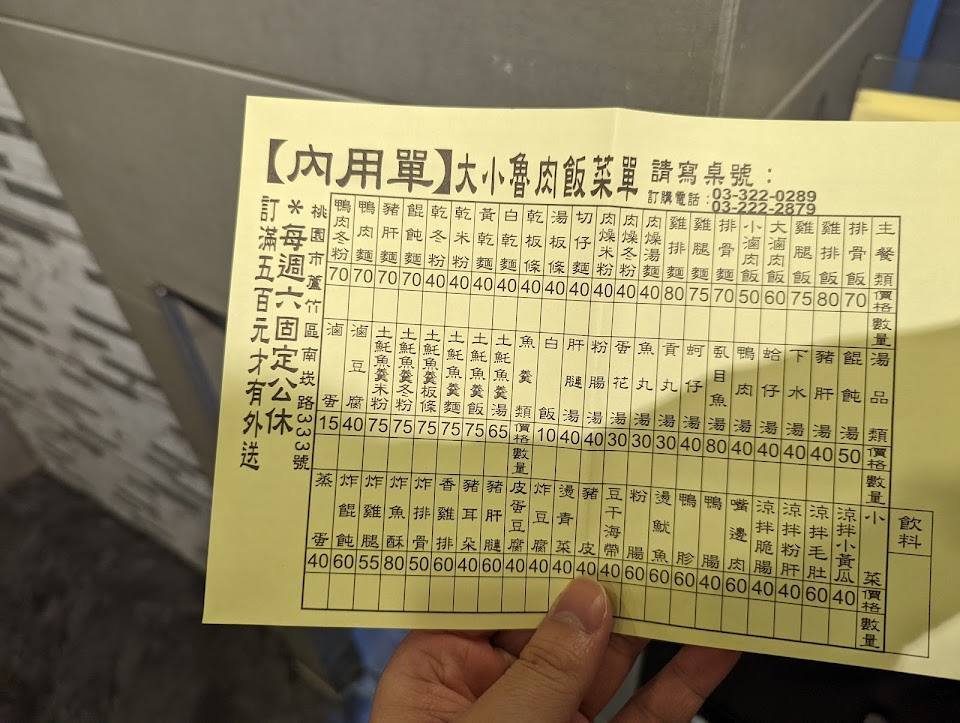 【內用單】大小魯肉飯菜單 請寫桌號：
訂購電話：03-322-0289
03-222-2879
主餐類 價格 數量
排骨飯 70
雞排飯 80
雞腿飯 75
大滷肉飯 60
小滷肉飯 50
排骨麵 70
雞腿麵 75
雞排麵 80
肉燥湯麵 40
肉燥冬粉 40
肉燥米粉 40
切仔麵 40
湯板條 40
乾板條 40
白乾麵 40
黃乾麵 40
乾米粉 40
乾冬粉 40
餛飩麵 70
豬肝麵 70
鴨肉麵 70
鴨肉冬粉 70
湯品類 價格 數量
餛飩湯 50
豬肝湯 40
下水湯 40
蛤仔湯 40
鴨肉湯 40
虱目魚湯 80
蚵仔湯 40
貢丸湯 30
魚丸湯 30
蛋花湯 30
粉腸湯 40
肝腱湯 40
白飯 10
魚羹類 價格 數量
土魠魚羹湯 65
土魠魚羹飯 75
土魠魚羹麵 75
土魠魚羹板條 75
土魠魚羹冬粉 75
土魠魚羹米粉 75
滷豆腐 40
滷蛋 15
飲料
小菜 價格 數量
涼拌小黃瓜 40
涼拌毛肚 60
涼拌粉肝 40
涼拌脆腸 40
嘴邊肉 60
鴨腸 40
鴨胗 60
燙魷魚 60
粉腸 60
豆干海帶 40
豬皮 40
燙青菜 40
炸豆腐 40
皮蛋豆腐 40
豬肝腱 60
豬耳朵 40
香雞排 60
炸排骨 50
炸魚酥 80
炸雞腿 55
炸餛飩 60
蒸蛋 40
桃園市蘆竹區南崁路333號
＊每週六固定公休
訂滿五百元才有外送